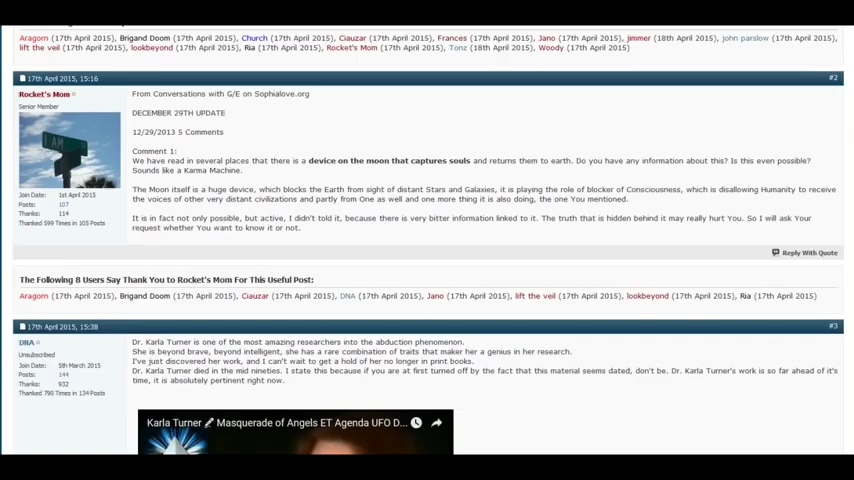 Aragorn (17th April 2015), Brigand Doom (17th April 2015), Church (17th April 2015), Ciauzar (17th April 2015), Frances (17th April 2015), Jano (17th April 2015), jimmer (18th April 2015), john parslow (17th April 2015),
lift the veil (17th April 2015), lookbeyond (17th April 2015), Ria (17th April 2015), Rocket's Mom (17th April 2015), Tonz (18th April 2015), Woody (17th April 2015)
17th April 2015, 15:16 #2
Rocket's Mom
Senior Member
I AM
Join Date: 1st April 2015
Posts: 107
Thanks: 114
Thanked 599 Times in 105 Posts
From Conversations with G/E on Sophialove.org
DECEMBER 29TH UPDATE
12/29/2013 5 Comments
Comment 1:
We have read in several places that there is a device on the moon that captures souls and returns them to earth. Do you have any information about this? Is this even possible?
Sounds like a Karma Machine.
The Moon itself is a huge device, which blocks the Earth from sight of distant Stars and Galaxies, it is playing the role of blocker of Consciousness, which is disallowing Humanity to receive
the voices of other very distant civilizations and partly from One as well and one more thing it is also doing, the one You mentioned.
It is in fact not only possible, but active, I didn't told it, because there is very bitter information linked to it. The truth that is hidden behind it may really hurt You. So I will ask Your
request whether You want to know it or not.
Reply With Quote
The Following 8 Users Say Thank You to Rocket's Mom For This Useful Post:
Aragorn (17th April 2015), Brigand Doom (17th April 2015), Ciauzar (17th April 2015), DNA (17th April 2015), Jano (17th April 2015), lift the veil (17th April 2015), lookbeyond (17th April 2015), Ria (17th April 2015)
17th April 2015, 15:38 #3
DNA
Unsubscribed
Join Date: 5th March 2015
Posts: 144
Thanks: 932
Thanked 790 Times in 134 Posts
Dr. Karla Turner is one of the most amazing researchers into the abduction phenomenon.
She is beyond brave, beyond intelligent, she has a rare combination of traits that maker her a genius in her research.
I've just discovered her work, and I can't wait to get a hold of her no longer in print books.
Dr. Karla Turner died in the mid nineties. I state this because if you are at first turned off by the fact that this material seems dated, don't be. Dr. Karla Turner's work is so far ahead of it's
time, it is absolutely pertinent right now.
Karla Turner Masquerade of Angels ET Agenda UFO D...